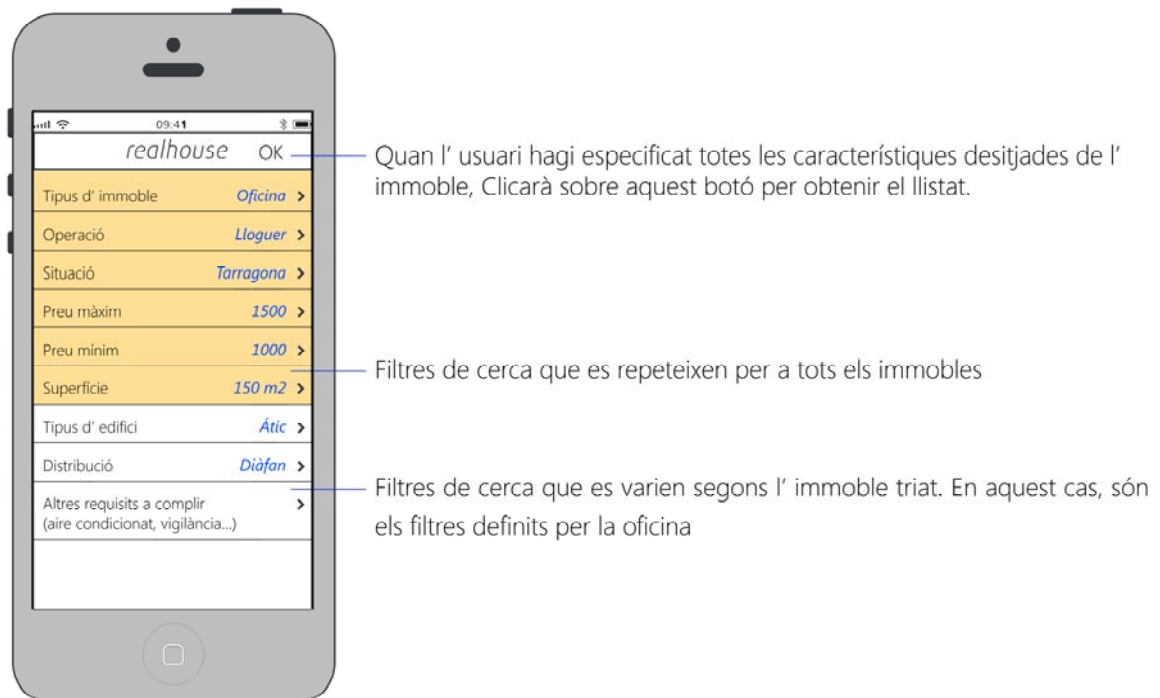 09:41
realhouse OK
Tipus d' immoble Oficina >
Operació Lloguer >
Situació Tarragona >
Preu màxim 1500 >
Preu mínim 1000 >
Superfície 150 m2 >
Tipus d' edifici Átic >
Distribució Diàfan >
Altres requisits a complir >
(aire condicionat, vigilància...)
Quan l' usuari hagi especificat totes les característiques desitjades de l'
immoble, Clicarà sobre aquest botó per obtenir el llistat.
Filtres de cerca que es repeteixen per a tots els immobles
Filtres de cerca que es varien segons l' immoble triat. En aquest cas, són
els filtres definits per la oficina